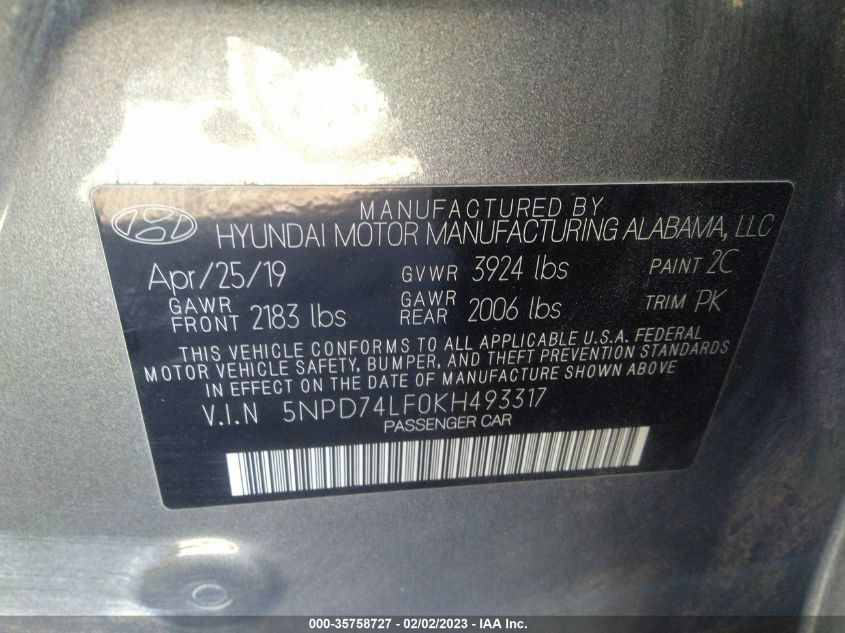 MANUFACTURED BY
HYUNDAI MOTOR MANUFACTURING ALABAMA, LLC
Apr/25/19 GVWR 3924 lbs PAINT 2C
GAWR FRONT 2183 lbs GAWR REAR 2006 lbs TRIM PK
THIS VEHICLE CONFORMS TO ALL APPLICABLE U.S.A. FEDERAL
MOTOR VEHICLE SAFETY, BUMPER, AND THEFT PREVENTION STANDARDS
IN EFFECT ON THE DATE OF MANUFACTURE SHOWN ABOVE
V.I.N 5NPD74LF0KH493317
PASSENGER CAR
000-35758727 - 02/02/2023 - IAA Inc.